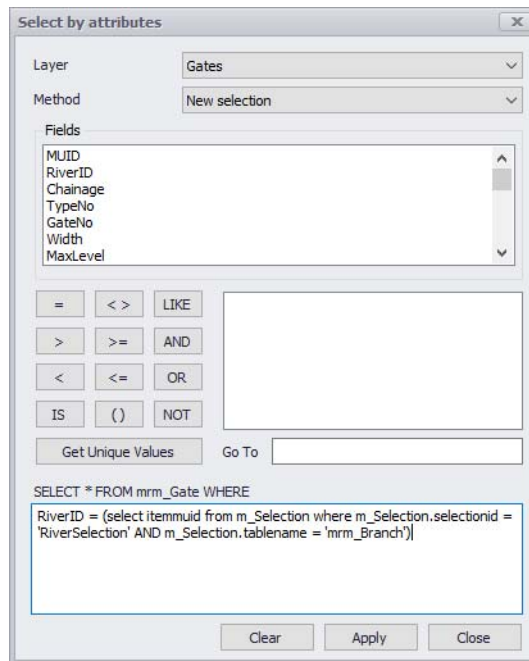 Select by attributes
Layer
Gates
Method
New selection
Fields
MUID
RiverID
Chainage
TypeNo
GateNo
Width
MaxLevel
= < > LIKE
> >= AND
< <= OR
IS () NOT
Get Unique Values
Go To
SELECT * FROM mrm_Gate WHERE
RiverID = (select itemmuid from m_Selection where m_Selection.selectionid =
'RiverSelection' AND m_Selection.tablename = 'mrm_Branch')
Clear Apply Close